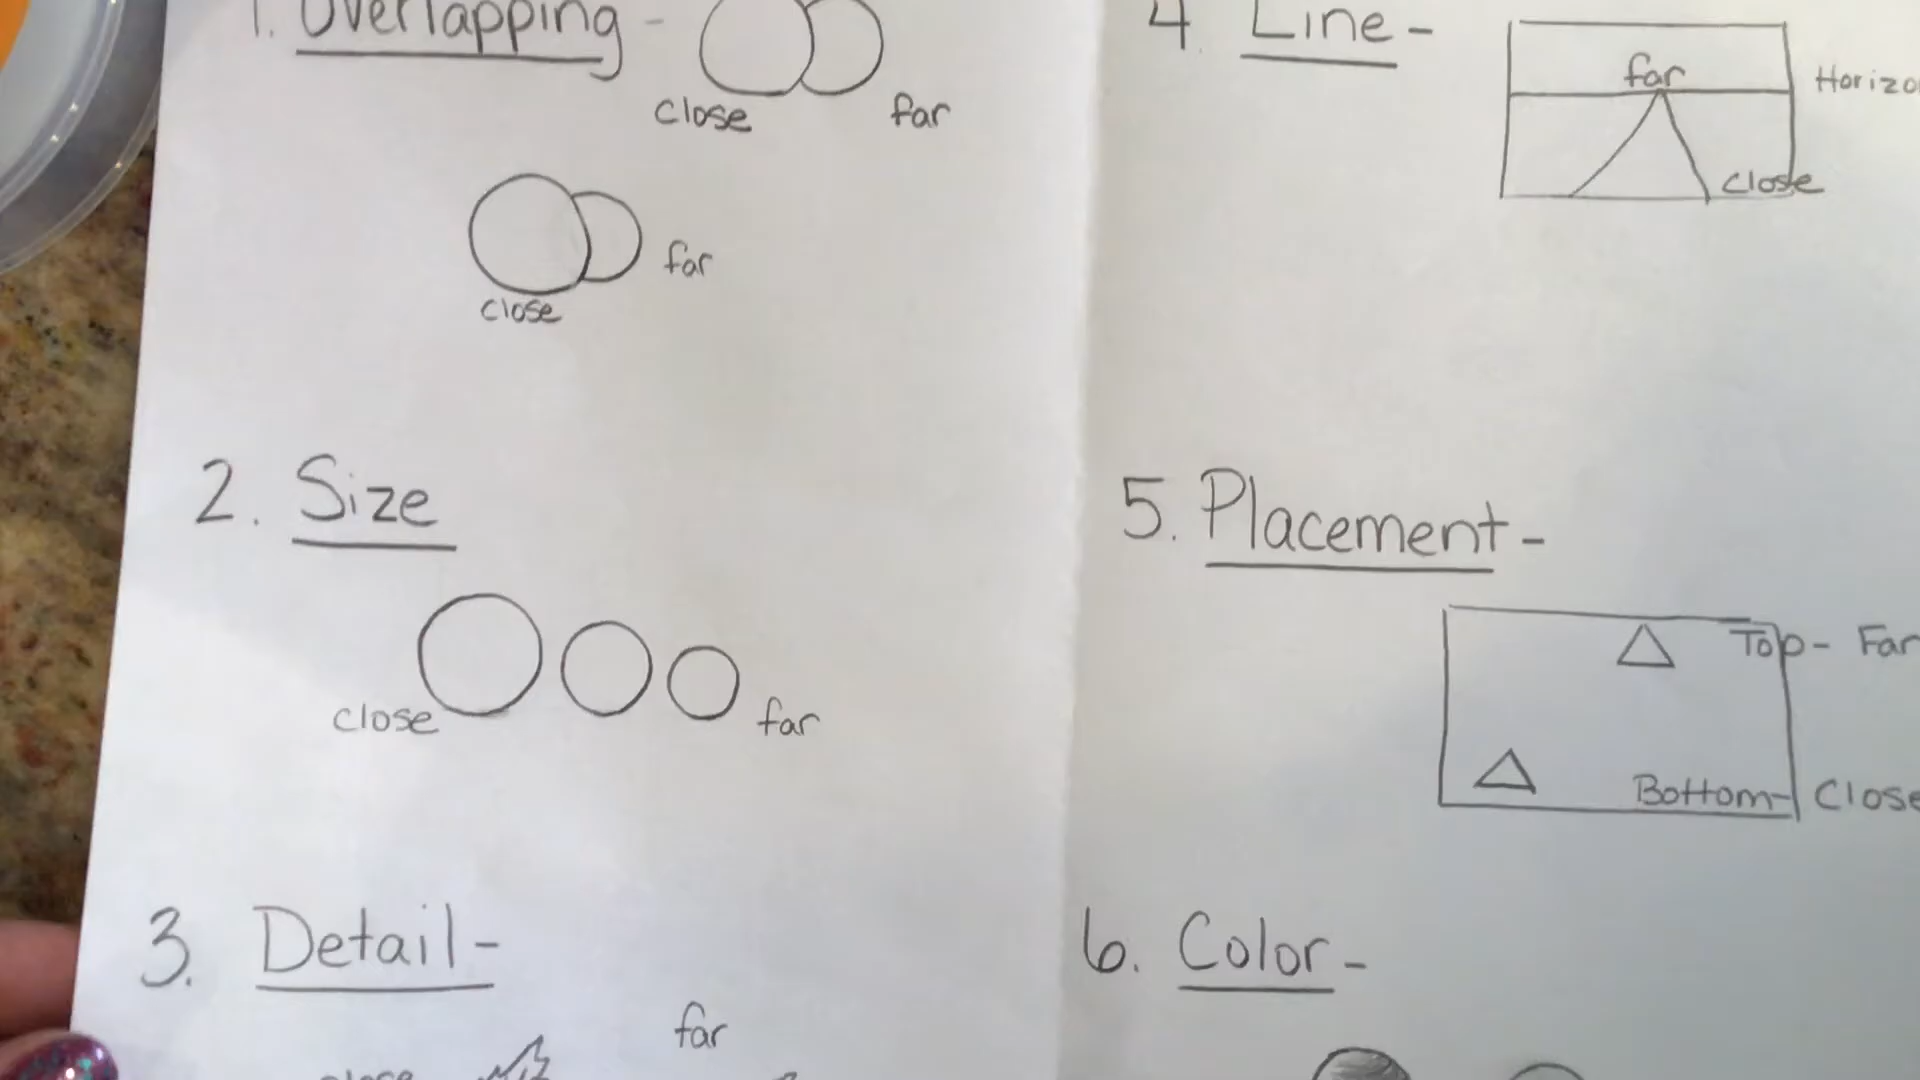 1. Overlapping -
close far
far
close
2. Size
close far
3. Detail -
far
close
4. Line -
far
close
5. Placement -
Top - Far
Bottom - Close
6. Color -